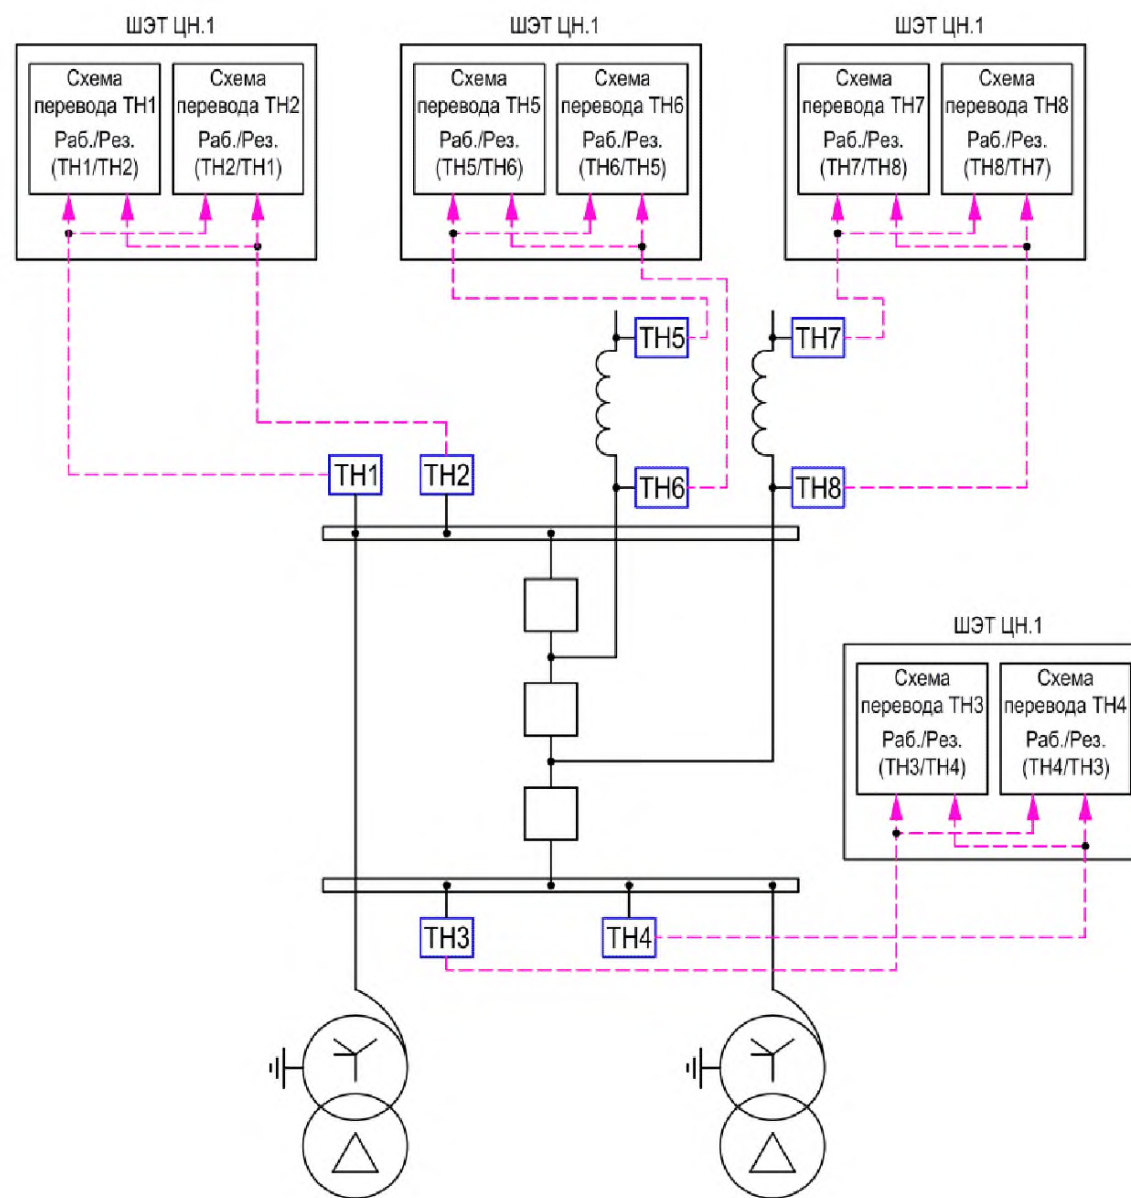 ШЭТ ЦН.1
Схема
перевода ТН1
Раб./Рез.
(ТН1/ТН2)
Схема
перевода ТН2
Раб./Рез.
(ТН2/ТН1)
ШЭТ ЦН.1
Схема
перевода ТН5
Раб./Рез.
(ТН5/ТН6)
Схема
перевода ТН6
Раб./Рез.
(ТН6/ТН5)
ШЭТ ЦН.1
Схема
перевода ТН7
Раб./Рез.
(ТН7/ТН8)
Схема
перевода ТН8
Раб./Рез.
(ТН8/ТН7)
ТН5
ТН7
ТН1
ТН2
ТН6
ТН8
ШЭТ ЦН.1
Схема
перевода ТН3
Раб./Рез.
(ТН3/ТН4)
Схема
перевода ТН4
Раб./Рез.
(ТН4/ТН3)
ТН3
ТН4